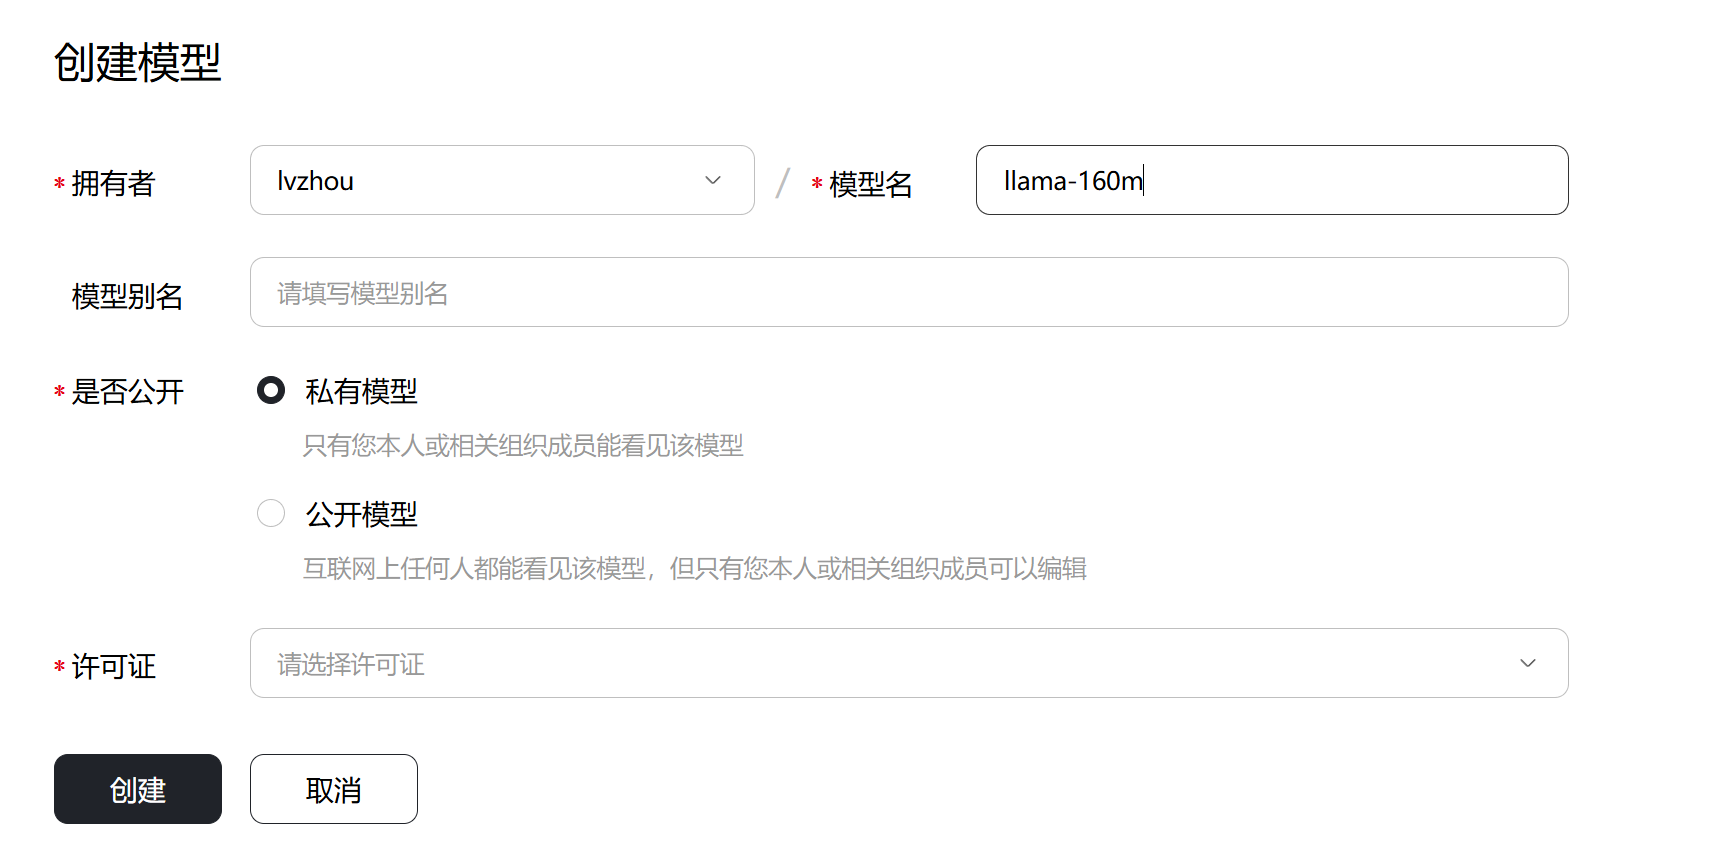 创建模型
* 拥有者 lvzhou / * 模型名 llama-160m
模型别名 请填写模型别名
* 是否公开 私有模型
只有您本人或相关组织成员能看见该模型
公开模型
互联网上任何人都能看见该模型，但只有您本人或相关组织成员可以编辑
* 许可证 请选择许可证
创建 取消